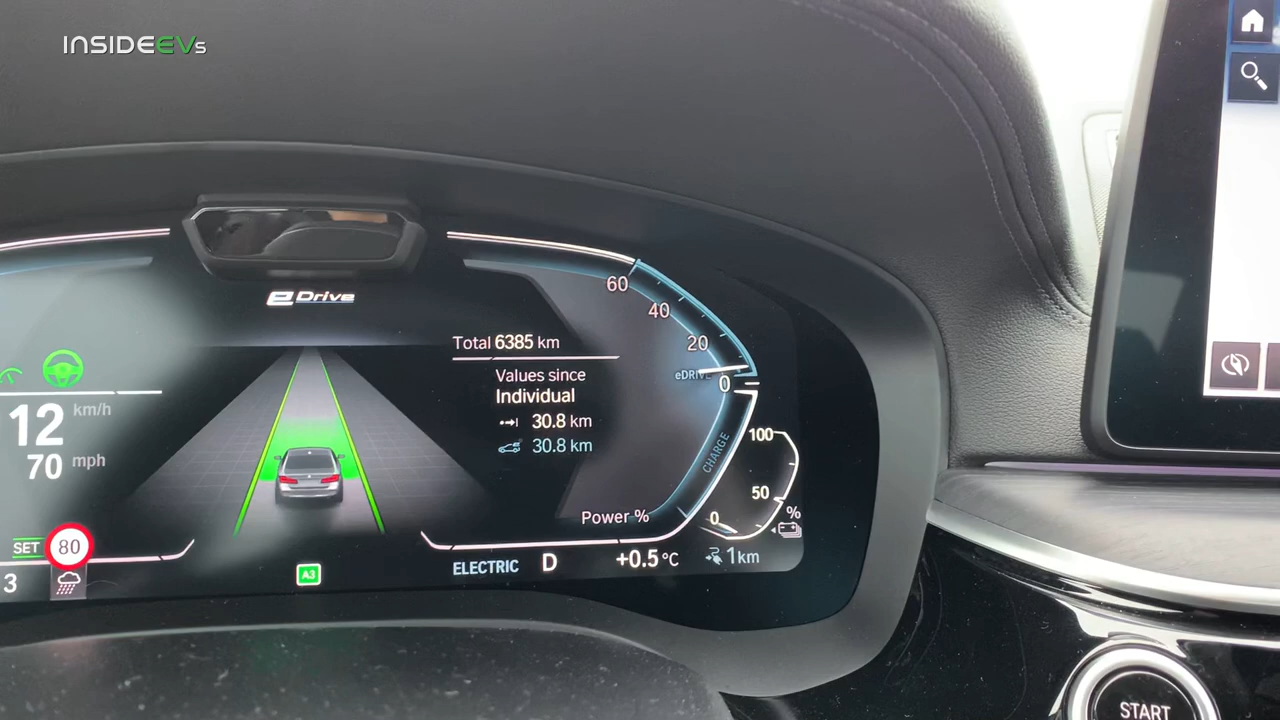 INSIDEEVs
eDrive
60
40
20
eDRIVE
0
CHARGE
Total 6385 km
Values since
Individual
30.8 km
30.8 km
12 km/h
70 mph
100
50
0
%
Power %
SET 80
3
A3
ELECTRIC D +0.5°C 1km
START